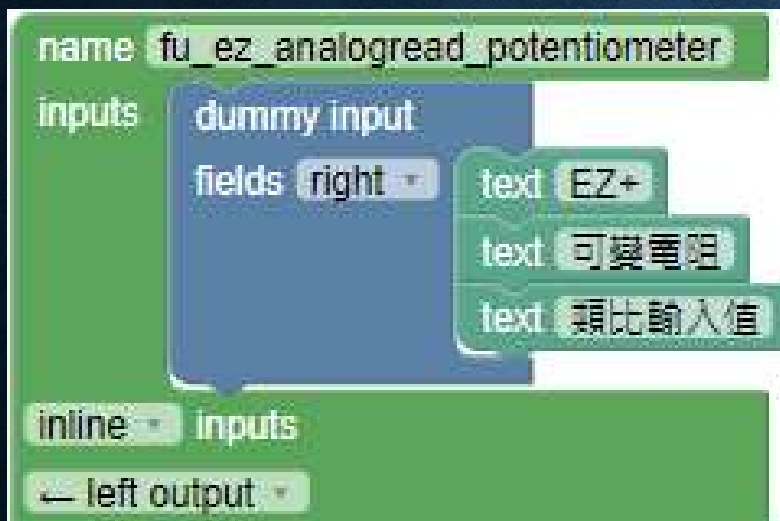 name fu_ez_analogread_potentiometer
inputs dummy input
fields right text EZ+
text 可變電阻
text 類比輸入值
inline inputs
← left output